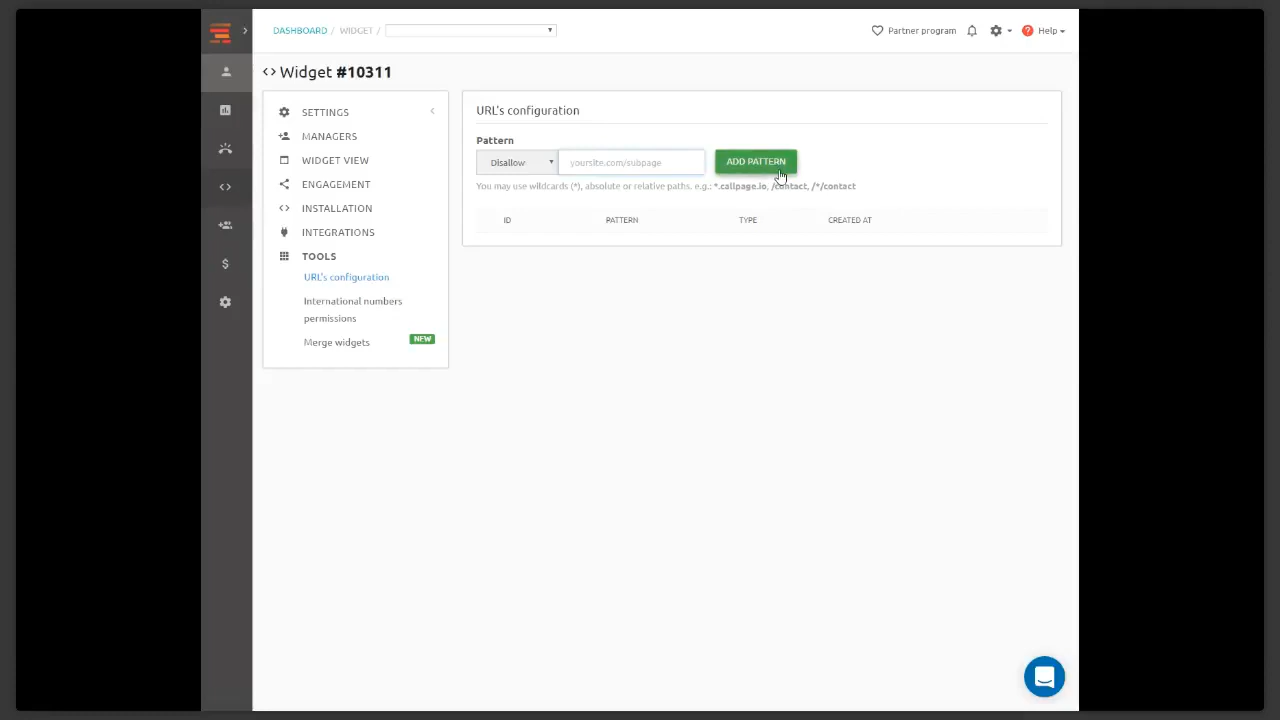 DASHBOARD / WIDGET /
Partner program
Help
<> Widget #10311
SETTINGS
MANAGERS
WIDGET VIEW
ENGAGEMENT
INSTALLATION
INTEGRATIONS
TOOLS
URL's configuration
International numbers
permissions
Merge widgets NEW
URL's configuration
Pattern
Disallow yoursite.com/subpage ADD PATTERN
You may use wildcards (*), absolute or relative paths. e.g.: *.callpage.io, /contact, /*/contact
ID PATTERN TYPE CREATED AT